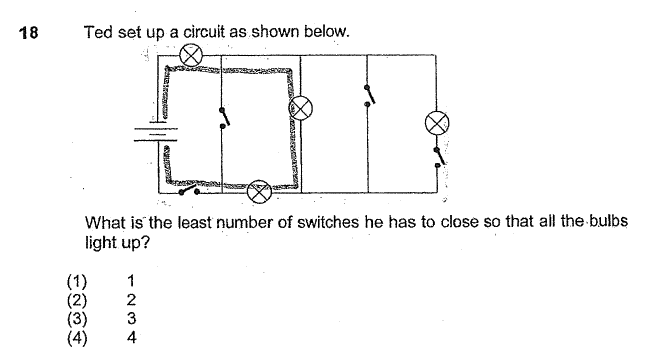 18 Ted set up a circuit as shown below.
What is the least number of switches he has to close so that all the bulbs
light up?
(1) 1
(2) 2
(3) 3
(4) 4